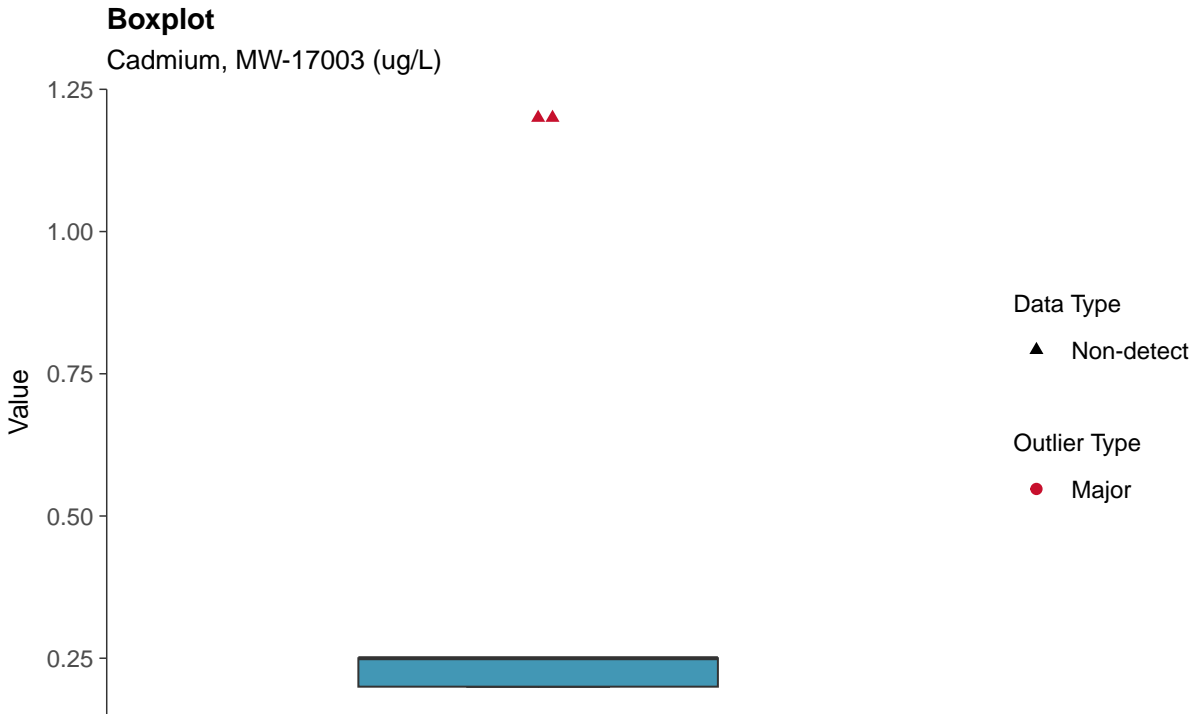 Boxplot
Cadmium, MW-17003 (ug/L)
1.25
1.00
0.75
0.50
0.25
Value
Data Type
Non-detect
Outlier Type
Major